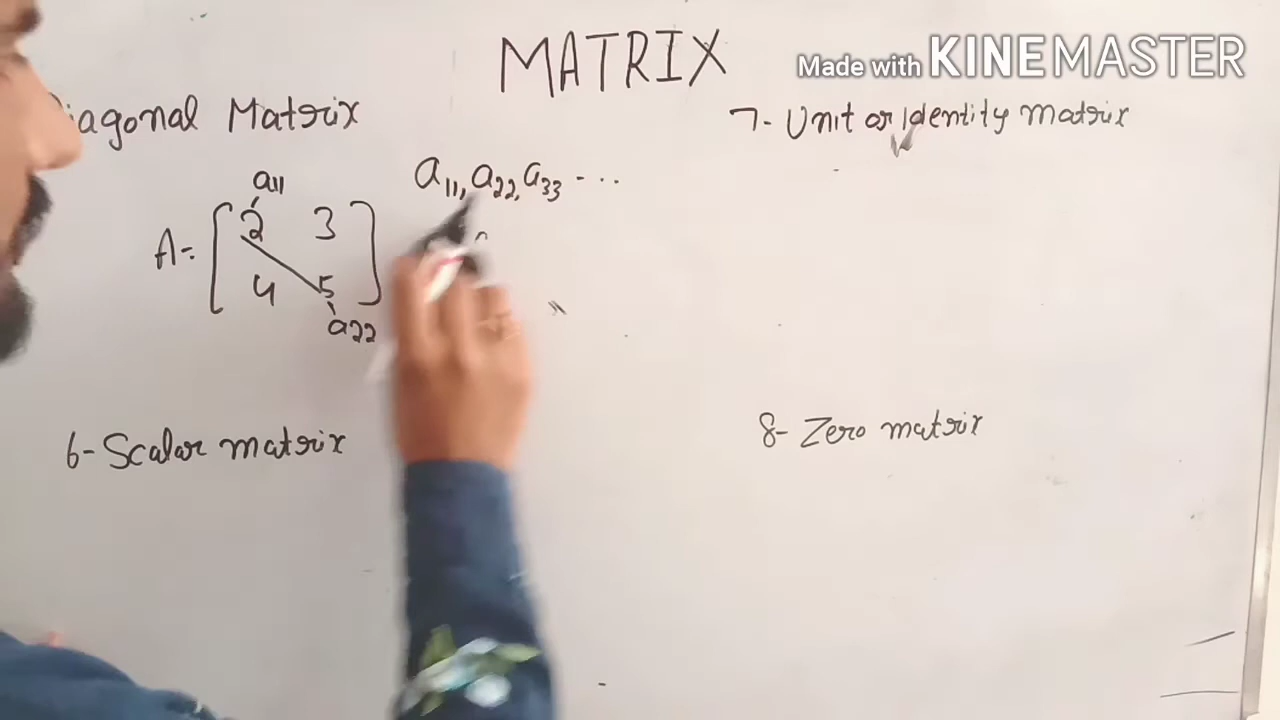 MATRIX
Made with KINEMASTER
iagonal Matrix
7- Unit or Identity matrix
a11
a11, a22, a33 - ...
A= [ 2 3
4 5 ]
a22
6- Scalar matrix
8- Zero matrix